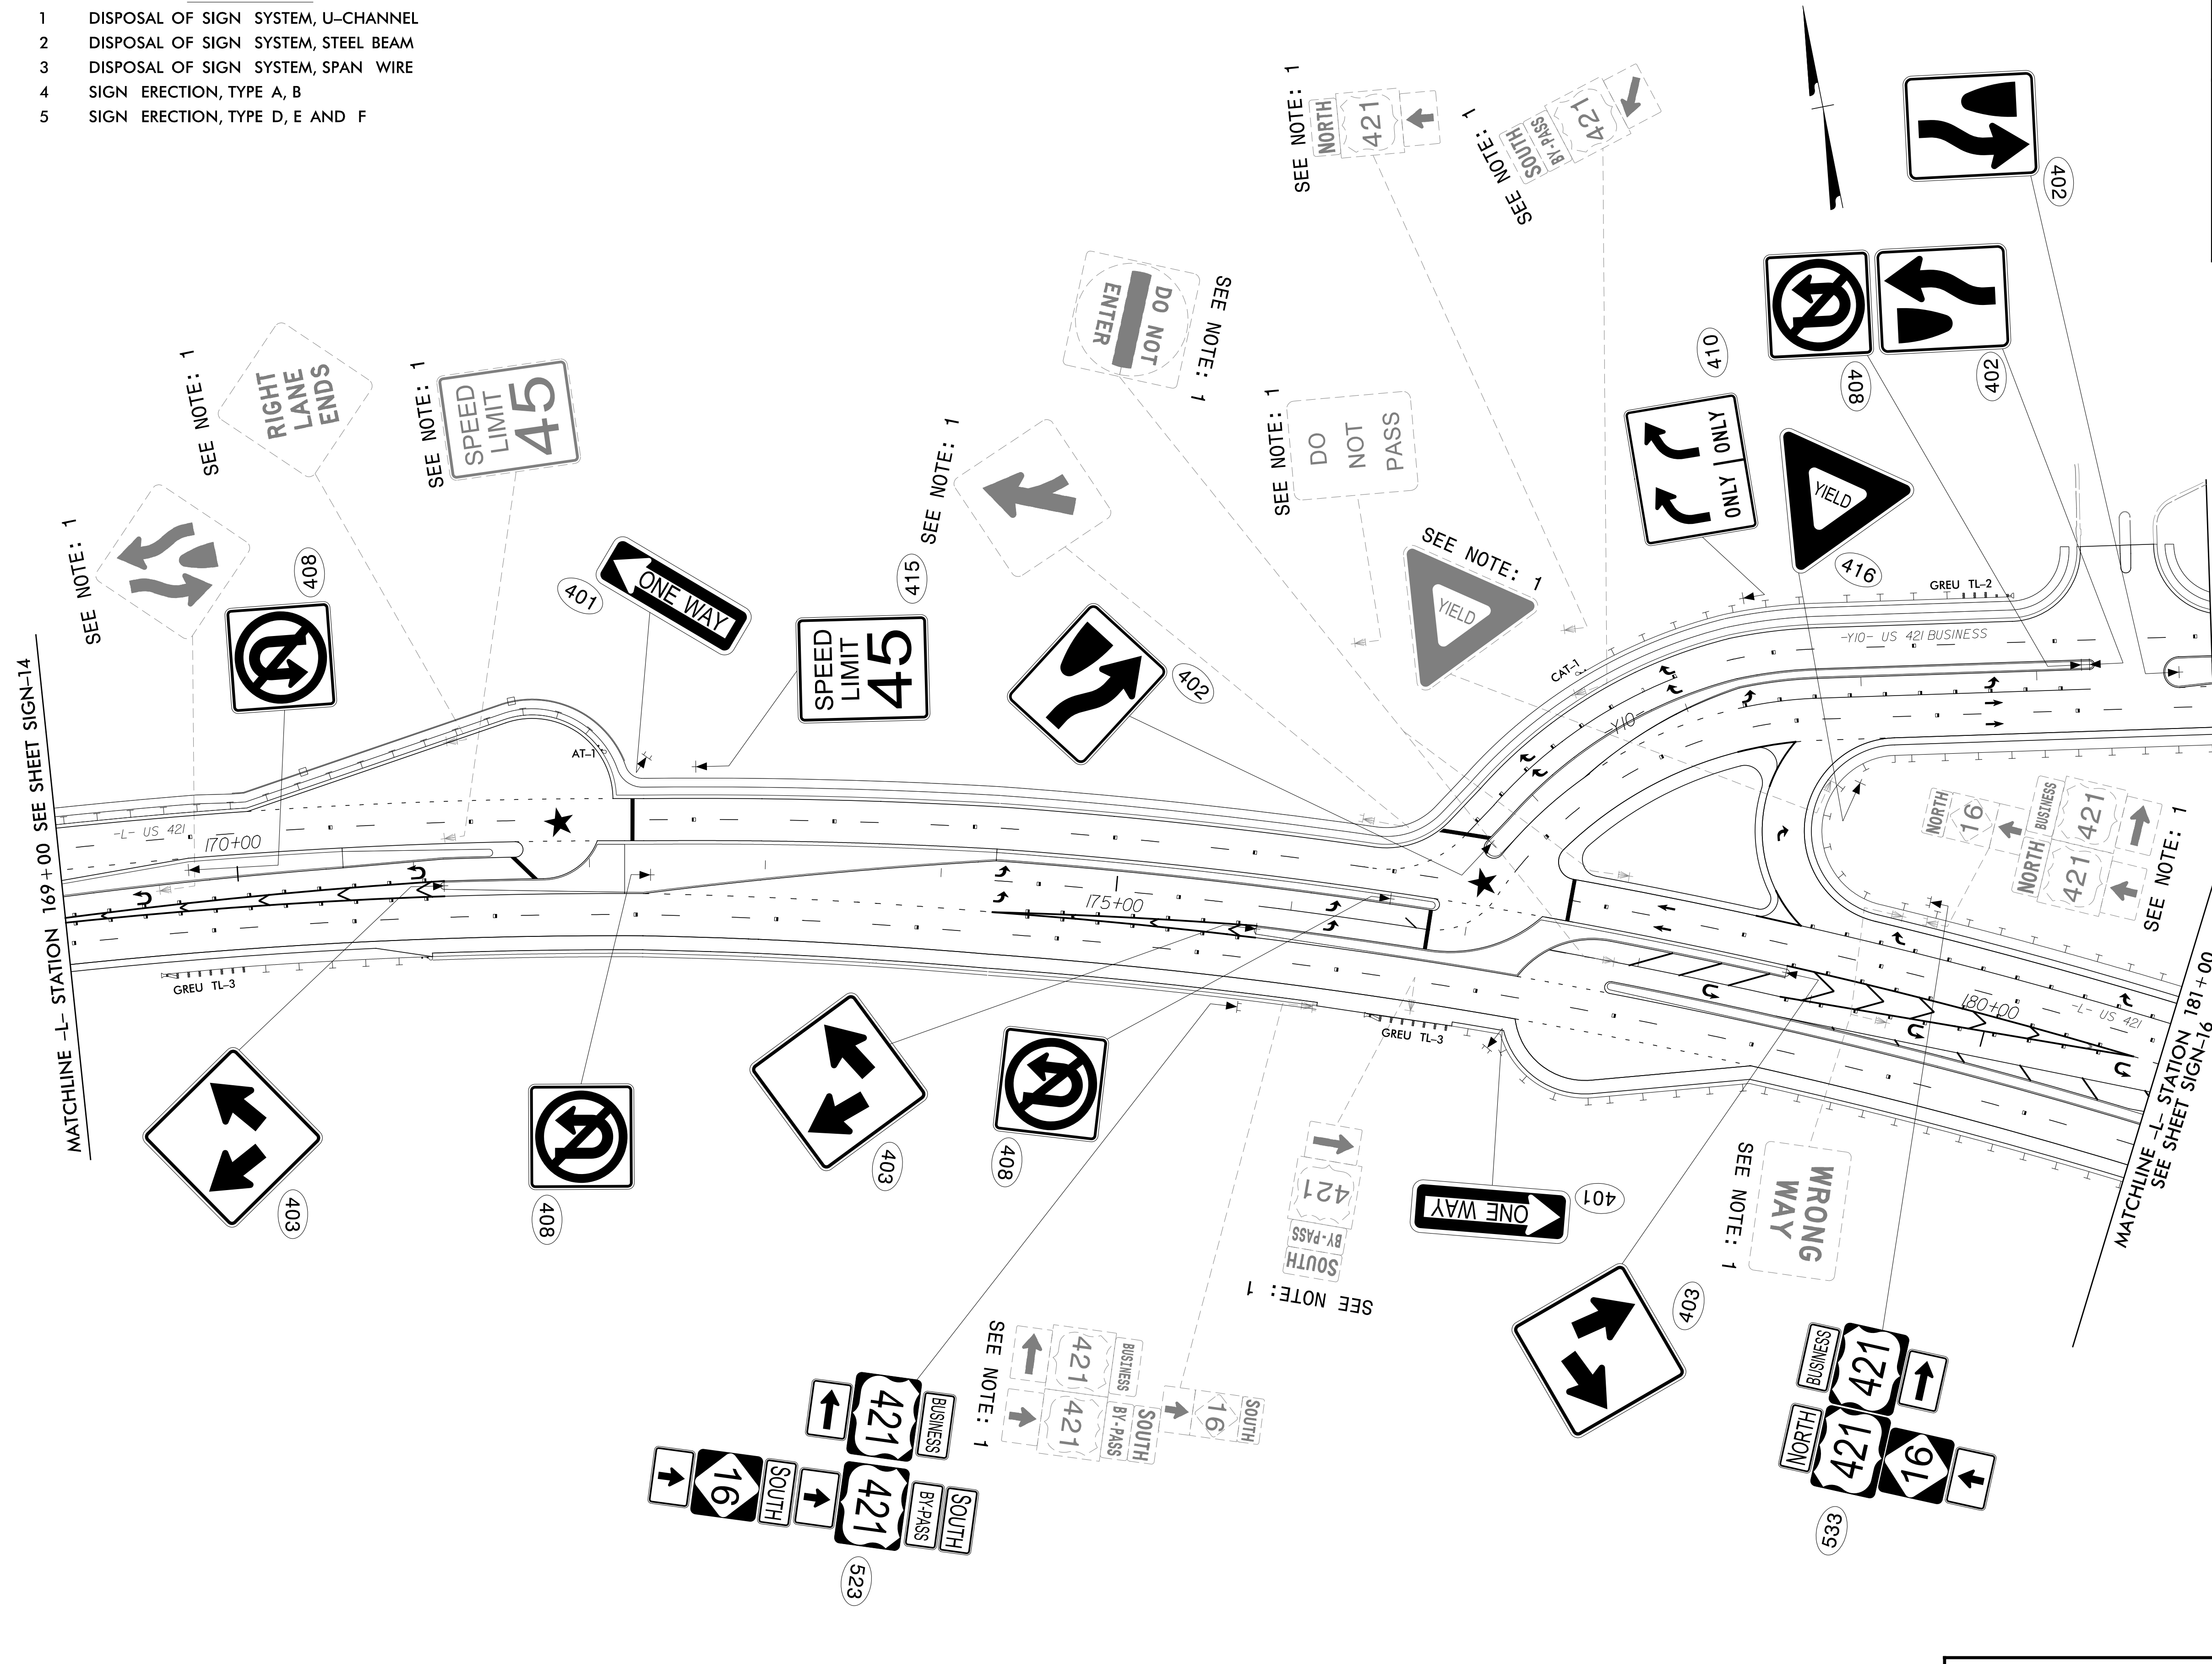 1 DISPOSAL OF SIGN SYSTEM, U-CHANNEL
2 DISPOSAL OF SIGN SYSTEM, STEEL BEAM
3 DISPOSAL OF SIGN SYSTEM, SPAN WIRE
4 SIGN ERECTION, TYPE A, B
5 SIGN ERECTION, TYPE D, E AND F
SEE NOTE: 1
NORTH
421
SEE NOTE: 1
SOUTH
BY-PASS
421
402
408
402
410
ONLY | ONLY
YIELD
416
SEE NOTE: 1
DO NOT
ENTER
SEE NOTE: 1
DO
NOT
PASS
SEE NOTE: 1
YIELD
SEE NOTE: 1
RIGHT
LANE
ENDS
SEE NOTE: 1
SPEED
LIMIT
45
SEE NOTE: 1
408
401
ONE WAY
415
SPEED
LIMIT
45
SEE NOTE: 1
402
MATCHLINE -L- STATION 169+00 SEE SHEET SIGN-14
-L- US 421
170+00
AT-1
GREU TL-3
175+00
CAT-1
-Y10-
-Y10- US 421 BUSINESS
GREU TL-2
GREU TL-3
180+00
-L- US 421
NORTH
16
BUSINESS
421
NORTH
421
SEE NOTE: 1
MATCHLINE -L- STATION 181+00
SEE SHEET SIGN-16
403
408
403
408
SOUTH
BY-PASS
421
SEE NOTE: 1
ONE WAY
401
403
SEE NOTE: 1
WRONG
WAY
SEE NOTE: 1
BUSINESS
421
SOUTH
BY-PASS
421
SOUTH
16
BUSINESS
421
SOUTH
BY-PASS
421
SOUTH
16
523
BUSINESS
421
NORTH
421
16
533